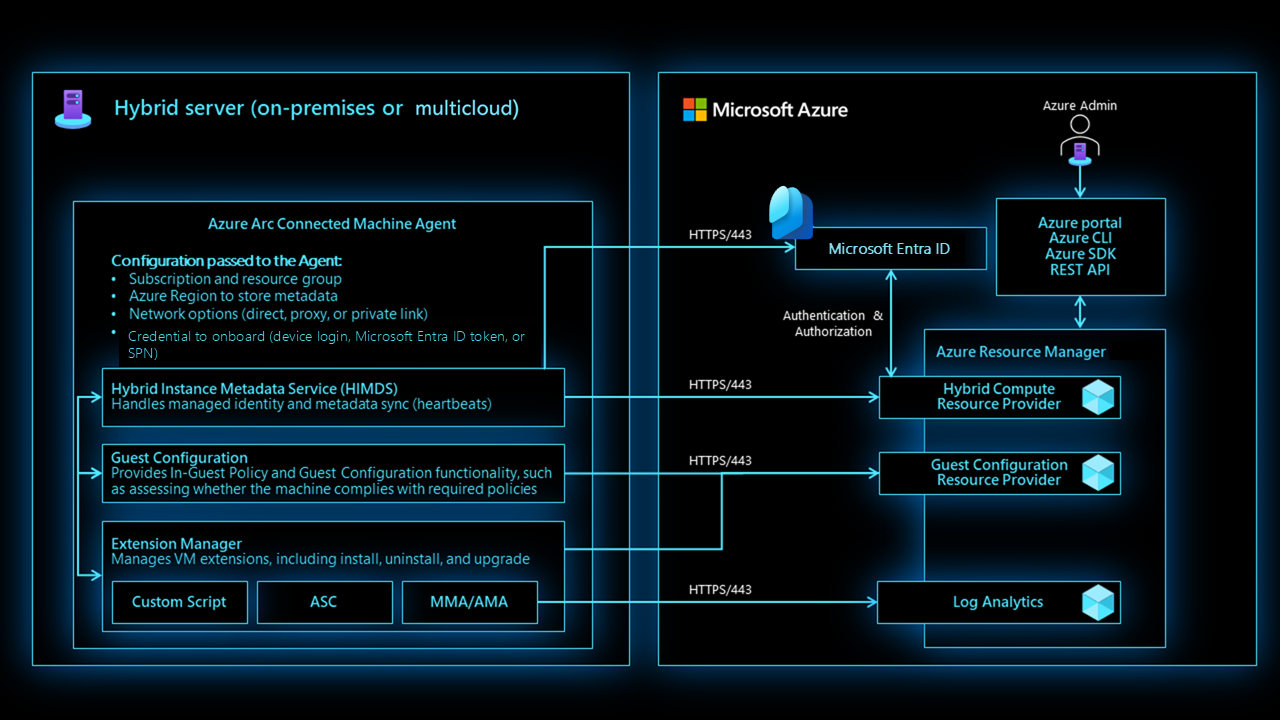 Hybrid server (on-premises or multicloud)
Azure Arc Connected Machine Agent
Configuration passed to the Agent:
• Subscription and resource group
• Azure Region to store metadata
• Network options (direct, proxy, or private link)
• Credential to onboard (device login, Microsoft Entra ID token, or
SPN)
Hybrid Instance Metadata Service (HIMDS)
Handles managed identity and metadata sync (heartbeats)
Guest Configuration
Provides In-Guest Policy and Guest Configuration functionality, such
as assessing whether the machine complies with required policies
Extension Manager
Manages VM extensions, including install, uninstall, and upgrade
Custom Script
ASC
MMA/AMA
HTTPS/443
HTTPS/443
HTTPS/443
HTTPS/443
Microsoft Azure
Azure Admin
Microsoft Entra ID
Azure portal
Azure CLI
Azure SDK
REST API
Authentication &
Authorization
Azure Resource Manager
Hybrid Compute
Resource Provider
Guest Configuration
Resource Provider
Log Analytics